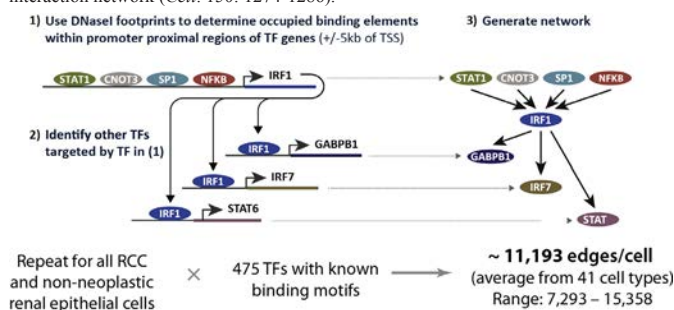 interaction network (Cell. 150: 1274-1286).
1) Use DNaseI footprints to determine occupied binding elements
within promoter proximal regions of TF genes (+/-5kb of TSS)
3) Generate network
STAT1 CNOT3 SP1 NFKB IRF1
STAT1 CNOT3 SP1 NFKB
IRF1
2) Identify other TFs
targeted by TF in (1)
IRF1 GABPB1
GABPB1
IRF1 IRF7
IRF7
IRF1 STAT6
STAT
Repeat for all RCC
and non-neoplastic
renal epithelial cells
×
475 TFs with known
binding motifs
~ 11,193 edges/cell
(average from 41 cell types)
Range: 7,293 – 15,358